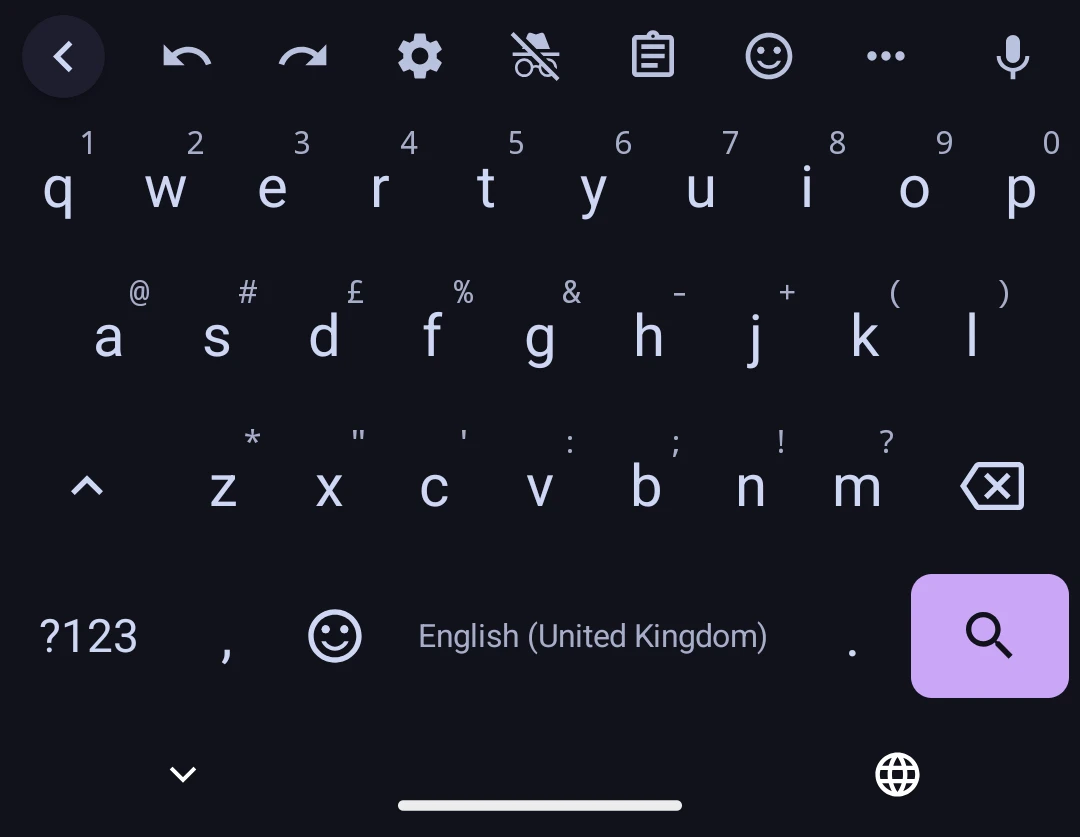 1 2 3 4 5 6 7 8 9 0
q w e r t y u i o p
@ # £ % & - + ( )
a s d f g h j k l
* " ' : ; ! ?
z x c v b n m
?123 , English (United Kingdom) .